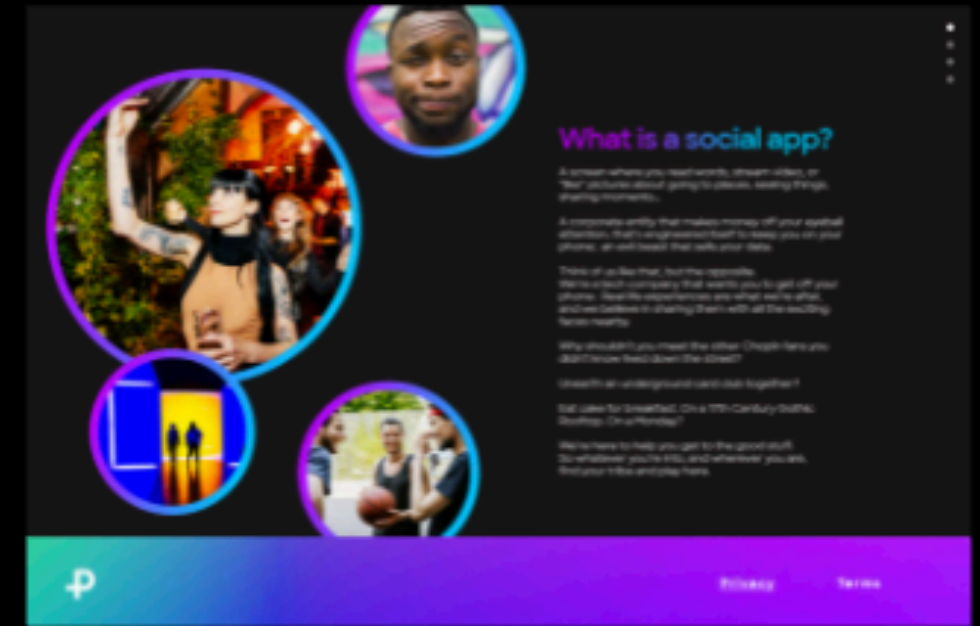 What is a social app?
A screen where you read words, stream video, or
"like" pictures about going to places, seeing things,
sharing moments...
A corporate entity that makes money off your eyeball
attention, that's engineered itself to keep you on your
phone: an evil beast that sells your data.
Think of us like that, but the opposite.
We're a tech company that wants you to get off your
phone. Real life experiences are what we're after,
and we believe in sharing them with all the exciting
faces nearby.
Why shouldn't you meet the other Chopin fans you
didn't know lived down the street?
Unearth an underground card club together?
Eat cake for breakfast. On a 17th Century Gothic
Rooftop. On a Monday?
We're here to help you get to the good stuff.
So whatever you're into, and wherever you are,
find your tribe and play here.
Privacy Terms